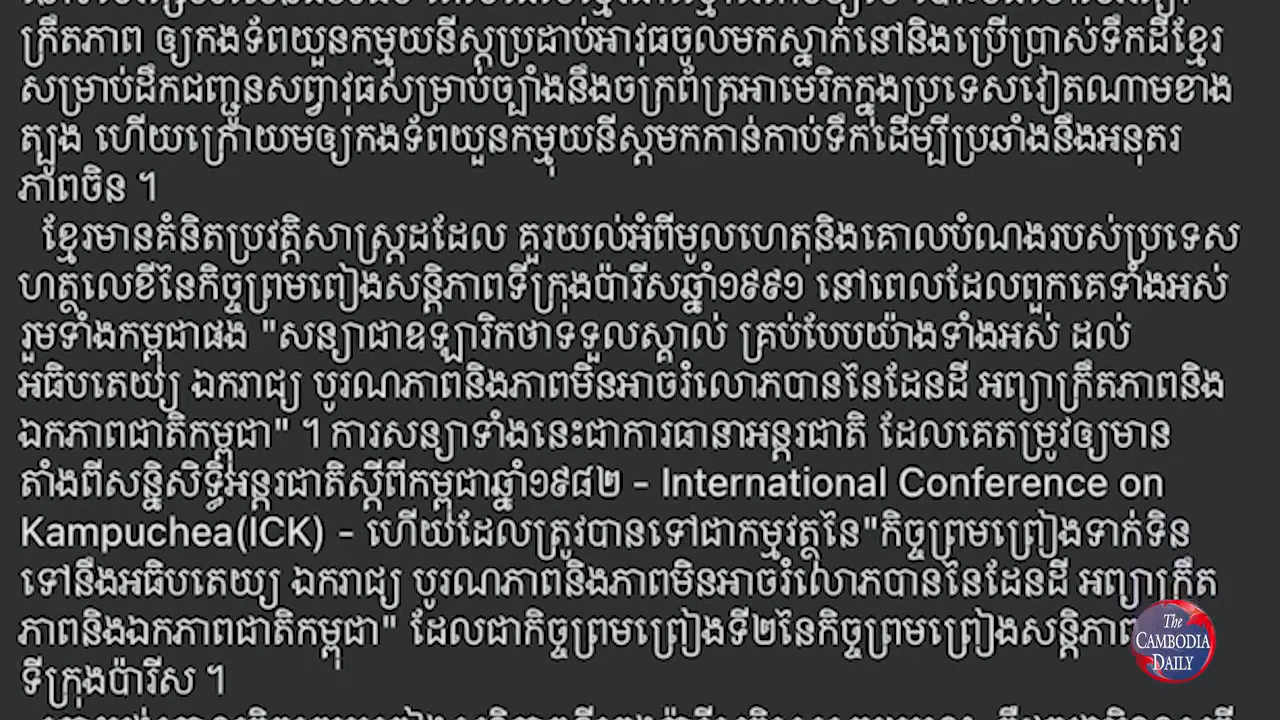 ក្រឹតភាព ឲ្យកងទ័ពយួនកម្មុយនីស្តប្រដាប់អាវុធចូលមកស្នាក់នៅនិងប្រើប្រាស់ទឹកដីខ្មែរ
សម្រាប់ដឹកជញ្ជូនសព្វាវុធសម្រាប់ច្បាំងនឹងចក្រព័ត្រអាមេរិកក្នុងប្រទេសវៀតណាមខាង
ត្បូង ហើយក្រោយមឲ្យកងទ័ពយួនកម្មុយនីស្តមកកាន់កាប់ទឹកដើម្បីប្រឆាំងនឹងអនុតរ
ភាពចិន ។
ខ្មែរមានគំនិតប្រវត្តិសាស្ត្រដដែល គួរយល់អំពីមូលហេតុនិងគោលបំណងរបស់ប្រទេស
ហត្ថលេខីនៃកិច្ចព្រមពៀងសន្តិភាពទីក្រុងប៉ារីសឆ្នាំ១៩៩១ នៅពេលដែលពួកគេទាំងអស់
រួមទាំងកម្ពុជាផង "សន្យាជាឧឡារិកថាទទួលស្គាល់ គ្រប់បែបយ៉ាងទាំងអស់ ដល់
អធិបតេយ្យ ឯករាជ្យ បូរណភាពនិងភាពមិនអាចរំលោភបាននៃដែនដី អព្យាក្រឹតភាពនិង
ឯកភាពជាតិកម្ពុជា" ។ ការសន្យាទាំងនេះជាការធានាអន្តរជាតិ ដែលគេតម្រូវឲ្យមាន
តាំងពីសន្និសិទ្ធិអន្តរជាតិស្តីពីកម្ពុជាឆ្នាំ១៩៨២ - International Conference on
Kampuchea(ICK) - ហើយដែលត្រូវបានទៅជាកម្មវត្ថុនៃ"កិច្ចព្រមព្រៀងទាក់ទិន
ទៅនឹងអធិបតេយ្យ ឯករាជ្យ បូរណភាពនិងភាពមិនអាចរំលោភបាននៃដែនដី អព្យាក្រឹត
ភាពនិងឯកភាពជាតិកម្ពុជា" ដែលជាកិច្ចព្រមព្រៀងទី២នៃកិច្ចព្រមព្រៀងសន្តិភាព
ទីក្រុងប៉ារីស ។
The
CAMBODIA
DAILY